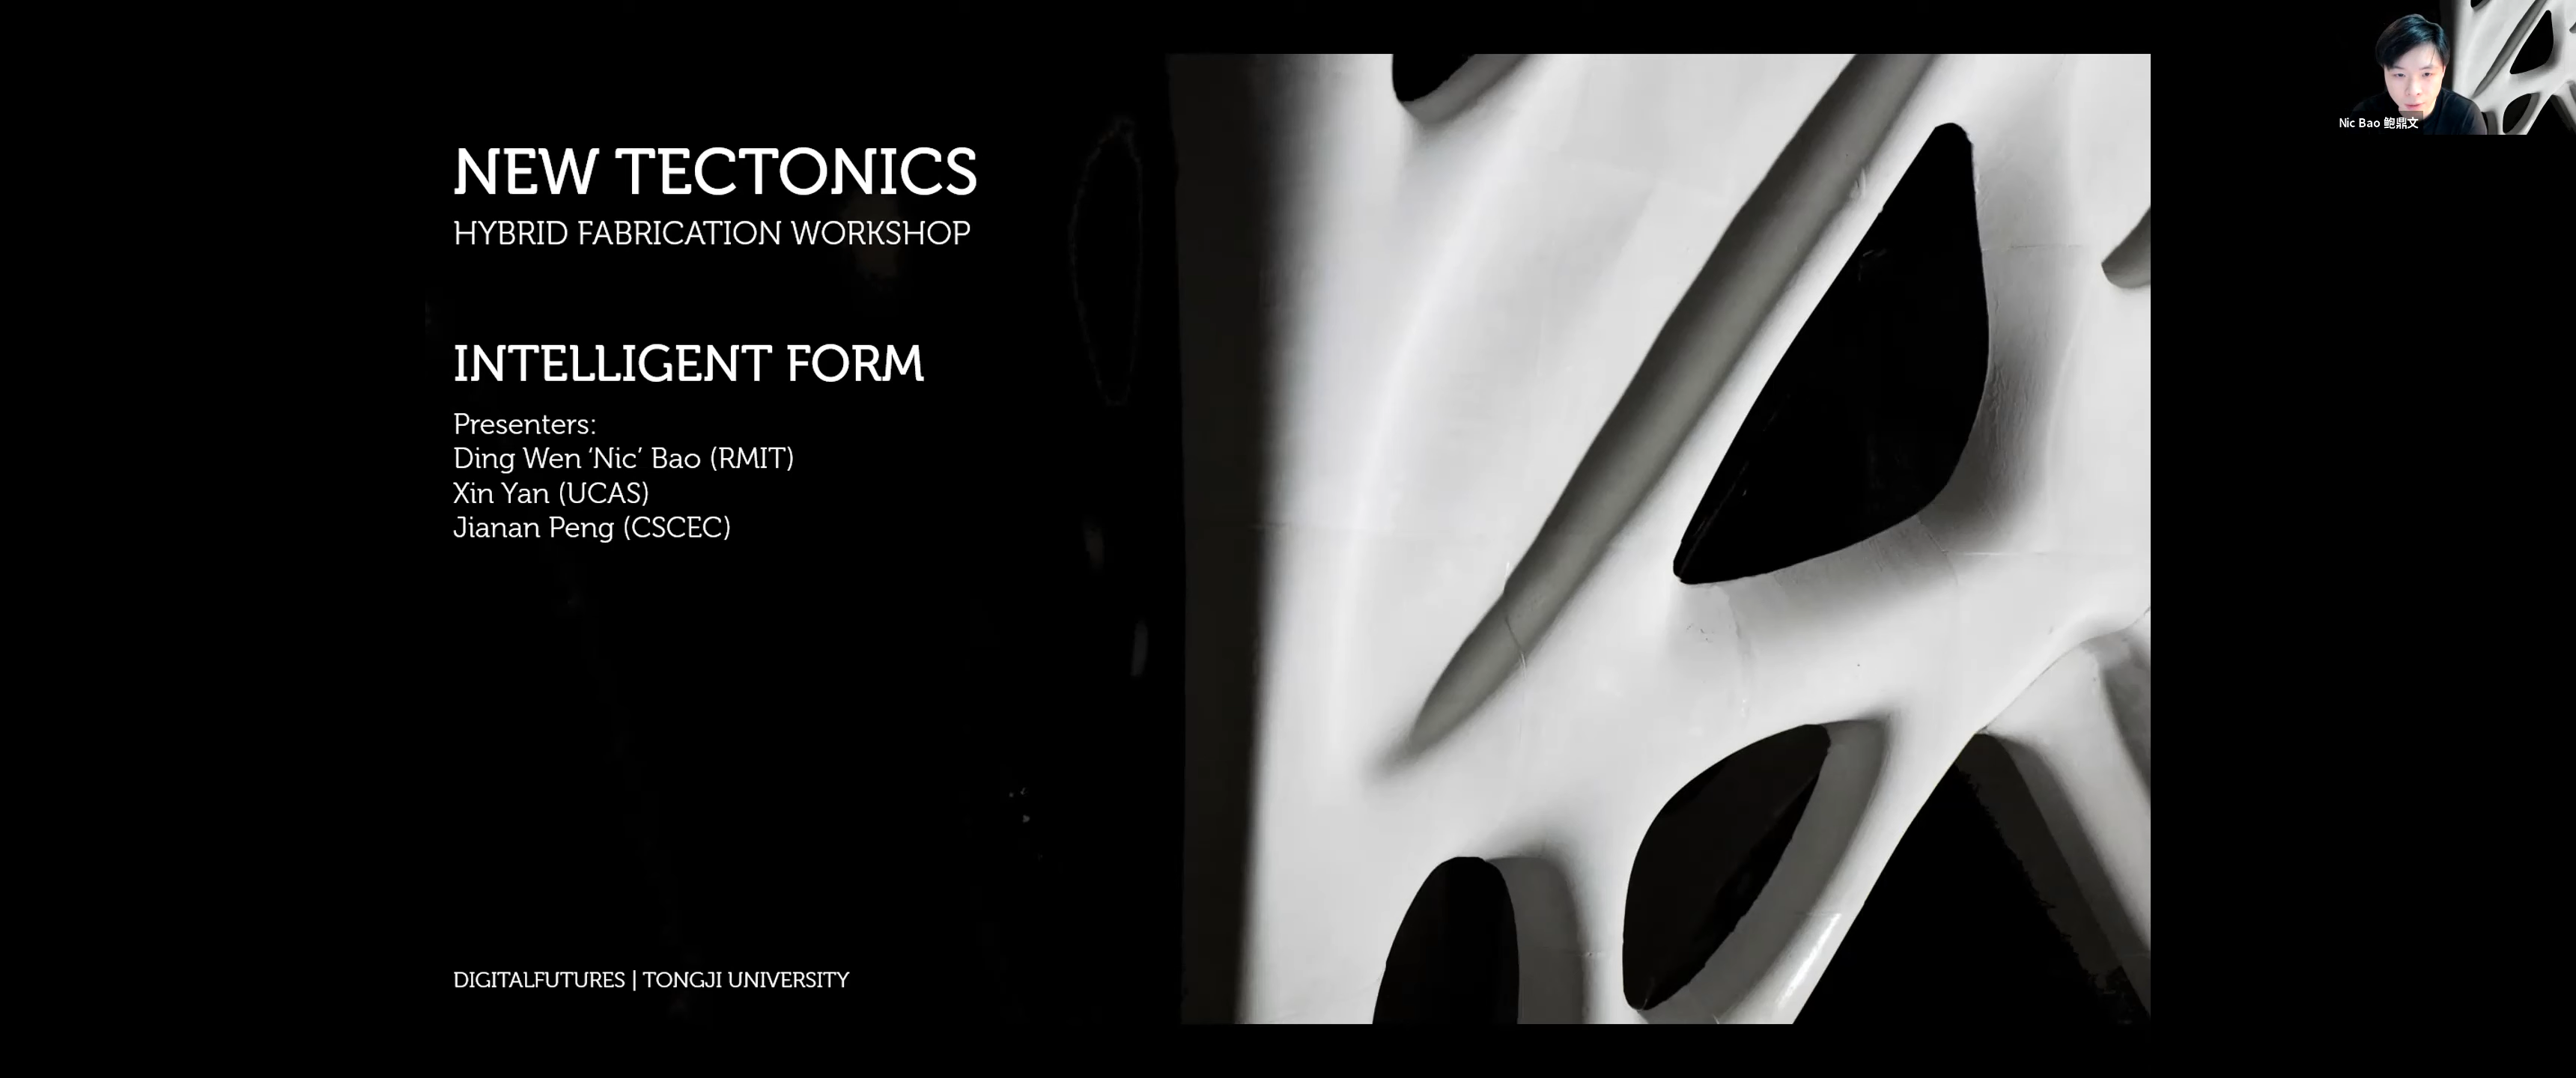 NEW TECTONICS
HYBRID FABRICATION WORKSHOP
INTELLIGENT FORM
Presenters:
Ding Wen ‘Nic’ Bao (RMIT)
Xin Yan (UCAS)
Jianan Peng (CSCEC)
DIGITALFUTURES | TONGJI UNIVERSITY
Nic Bao 鲍鼎文